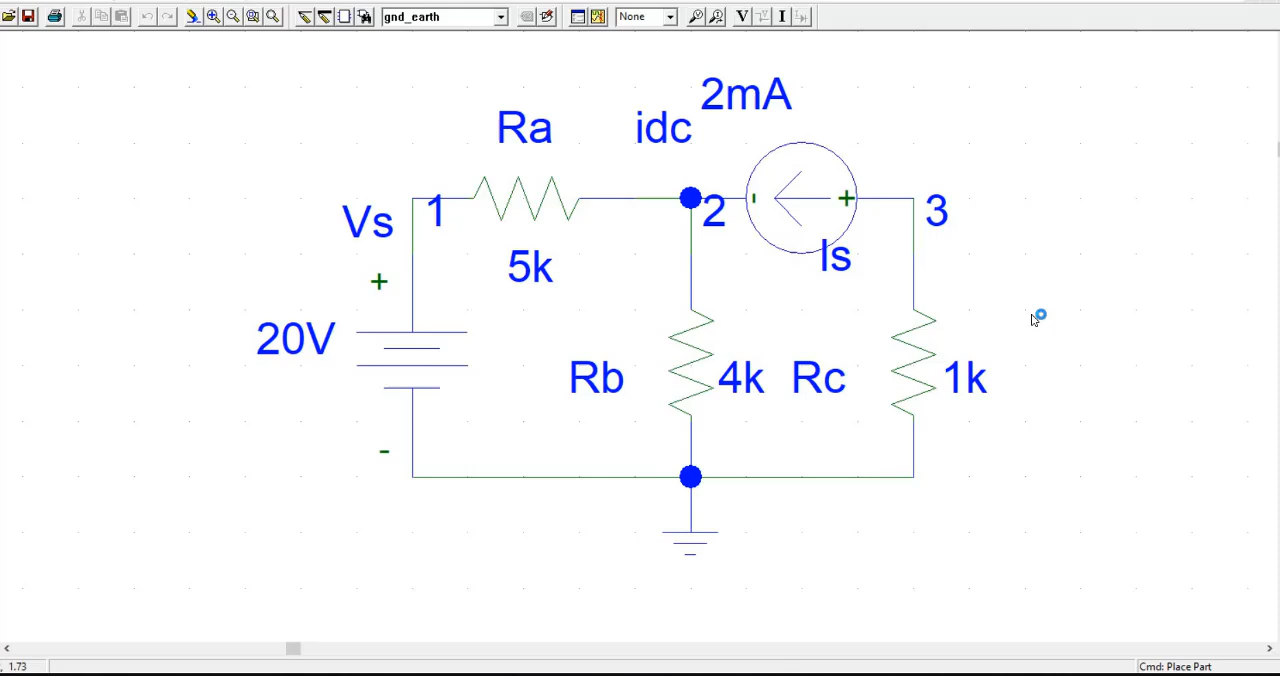 gnd_earth None V I
2mA
Ra idc
Vs 1 2 3
+ - +
5k Is
+
20V
Rb 4k Rc 1k
-
, 1.73 Cmd: Place Part